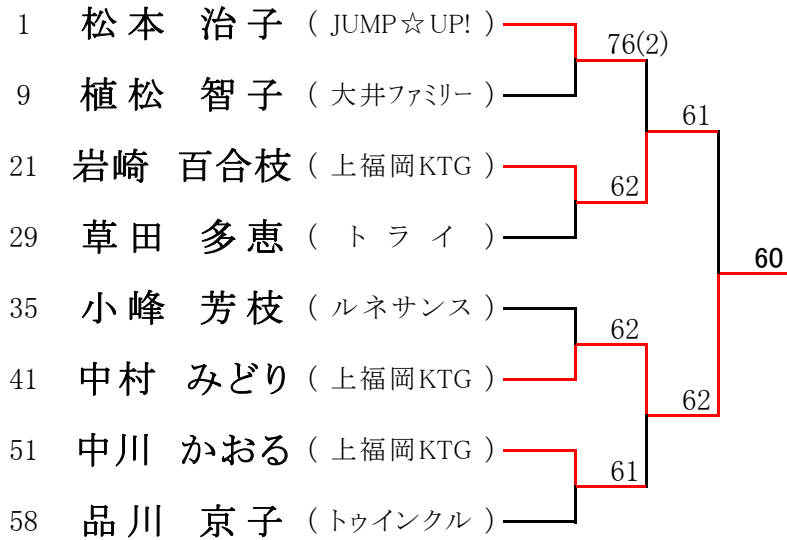 1 松本 治子 ( JUMP☆UP! )
76(2)
9 植松 智子 ( 大井ファミリー )
61
21 岩崎 百合枝 ( 上福岡KTG )
62
29 草田 多恵 ( トライ )
60
35 小峰 芳枝 ( ルネサンス )
62
41 中村 みどり ( 上福岡KTG )
62
51 中川 かおる ( 上福岡KTG )
61
58 品川 京子 ( トゥインクル )